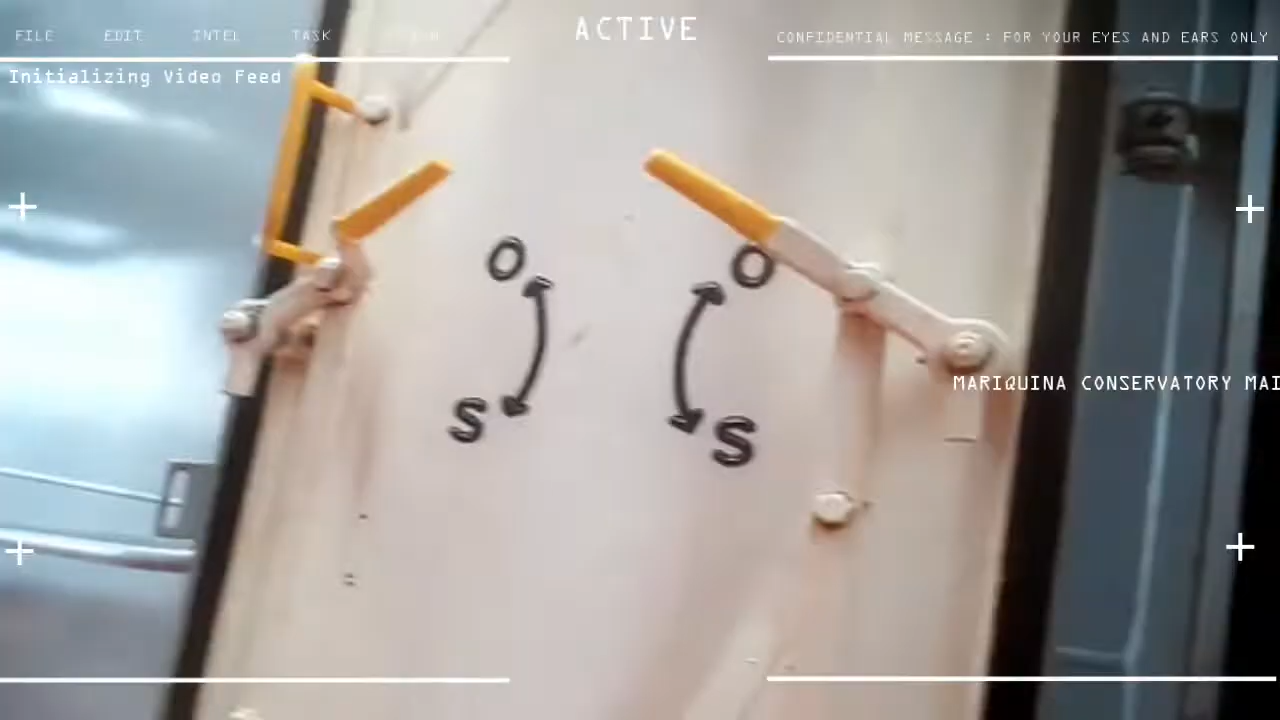 FILE EDIT INTEL TASK
ACTIVE
CONFIDENTIAL MESSAGE : FOR YOUR EYES AND EARS ONLY
Initializing Video Feed
O O
S S
MARIQUINA CONSERVATORY MAI